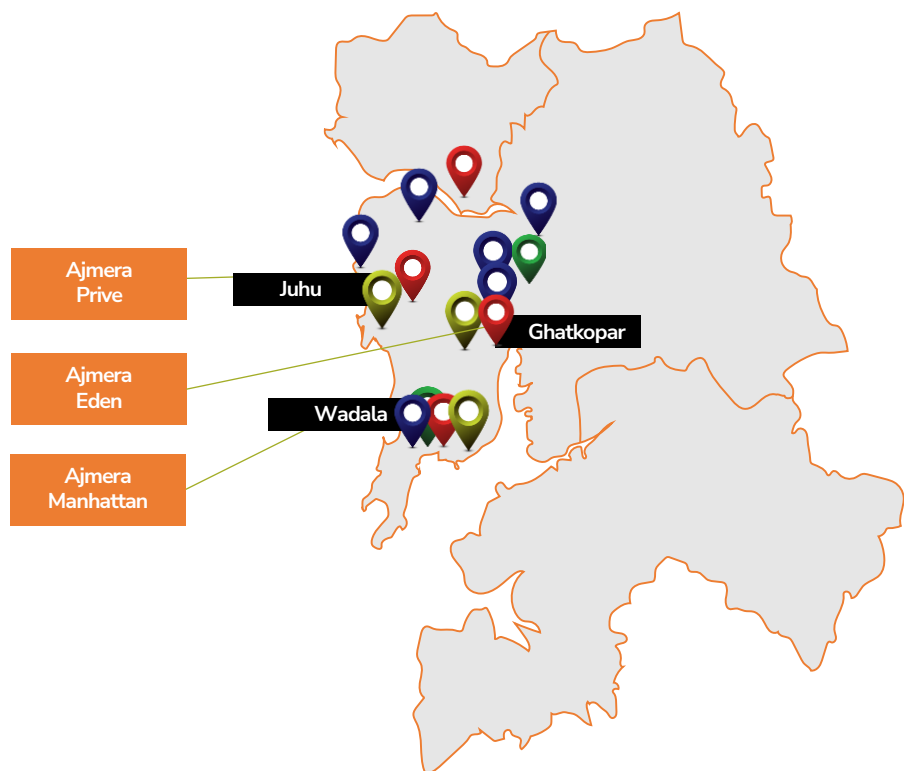 Ajmera
Prive
Juhu
Ghatkopar
Ajmera
Eden
Wadala
Ajmera
Manhattan